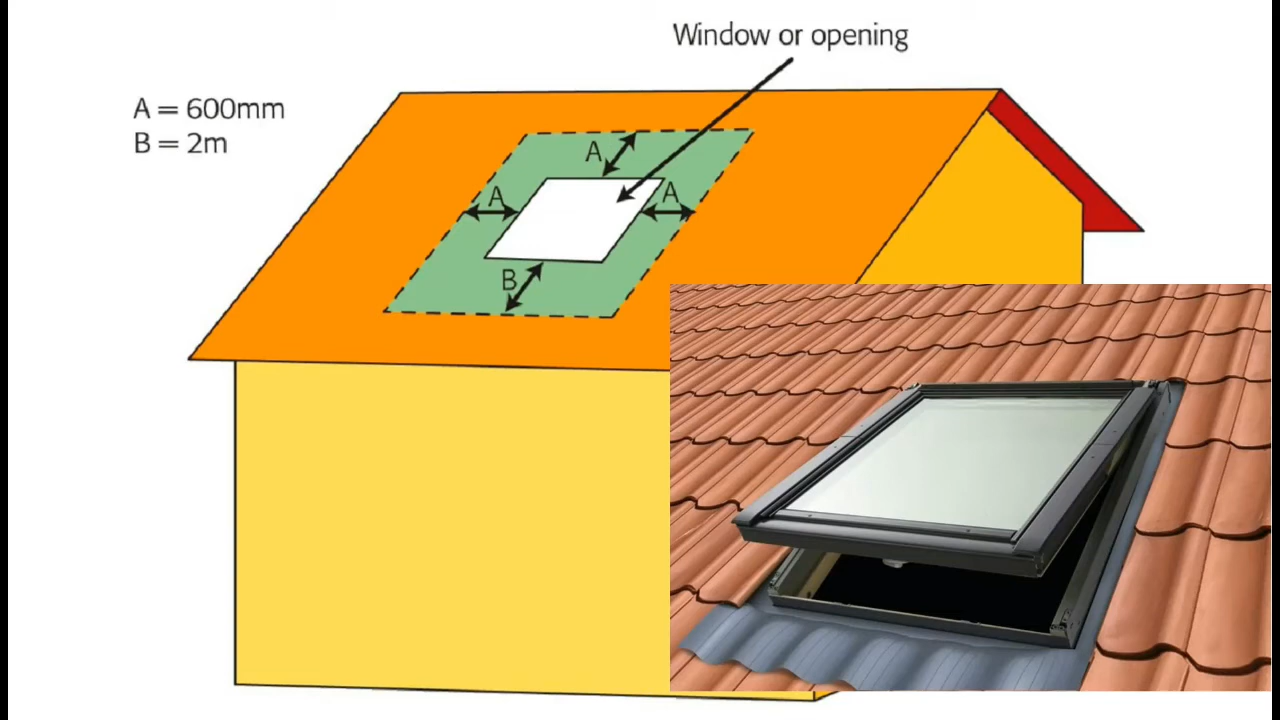 Window or opening
A = 600mm
B = 2m
A
A
A
B